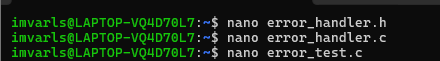 imvarls@LAPTOP-VQ4D70L7:~$ nano error_handler.h
imvarls@LAPTOP-VQ4D70L7:~$ nano error_handler.c
imvarls@LAPTOP-VQ4D70L7:~$ nano error_test.c